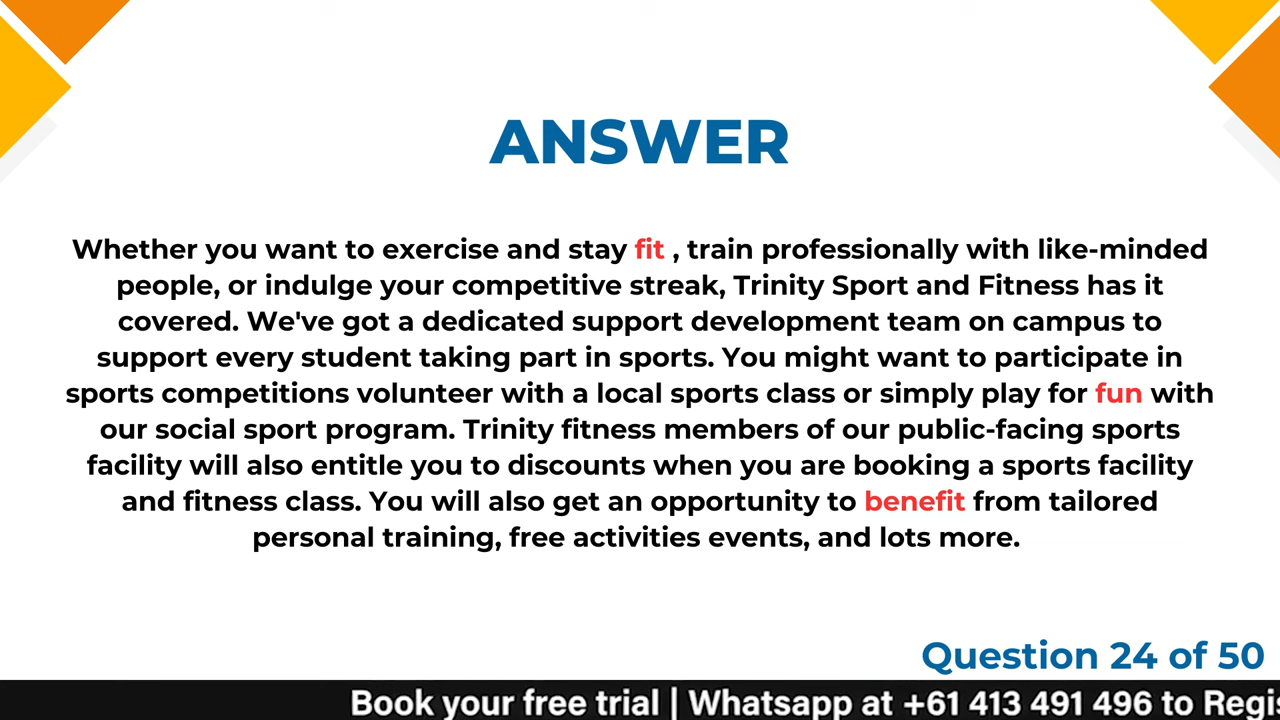 ANSWER
Whether you want to exercise and stay fit , train professionally with like-minded
people, or indulge your competitive streak, Trinity Sport and Fitness has it
covered. We've got a dedicated support development team on campus to
support every student taking part in sports. You might want to participate in
sports competitions volunteer with a local sports class or simply play for fun with
our social sport program. Trinity fitness members of our public-facing sports
facility will also entitle you to discounts when you are booking a sports facility
and fitness class. You will also get an opportunity to benefit from tailored
personal training, free activities events, and lots more.
Question 24 of 50
Book your free trial | Whatsapp at +61 413 491 496 to Regi